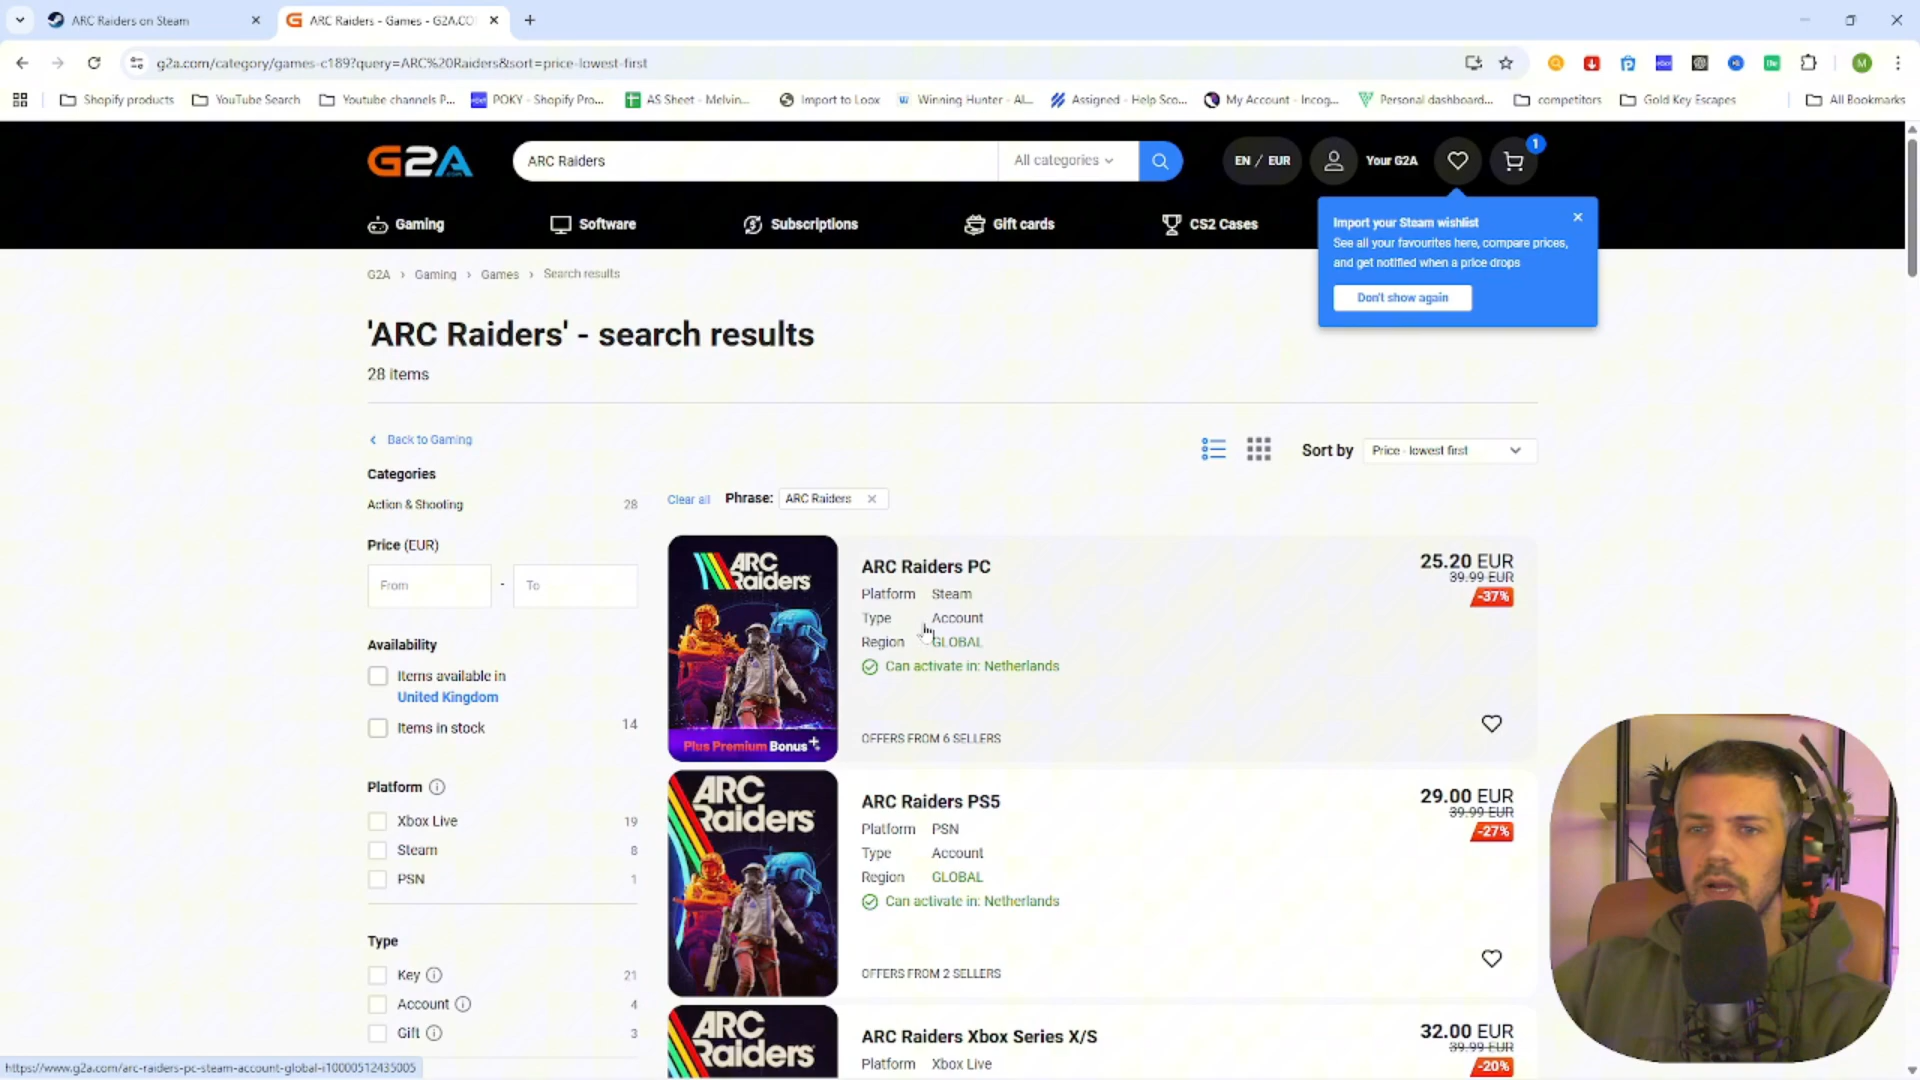 ARC Raiders on Steam
ARC Raiders - Games - G2A.CO
g2a.com/category/games-c189?query=ARC%20Raiders&sort=price-lowest-first
M
Shopify products
YouTube Search
Youtube channels P...
POKY - Shopify Pro...
AS Sheet - Melvin...
Import to Loox
Winning Hunter - AI...
Assigned - Help Sco...
My Account - Incog...
Personal dashboard...
competitors
Gold Key Escapes
All Bookmarks
G2A.COM
ARC Raiders
All categories
EN / EUR
Your G2A
1
Gaming
Software
Subscriptions
Gift cards
CS2 Cases
Import your Steam wishlist
See all your favourites here, compare prices,
and get notified when a price drops
Don't show again
G2A > Gaming > Games > Search results
'ARC Raiders' - search results
28 items
Back to Gaming
Sort by Price - lowest first
Categories
Action & Shooting 28
Price (EUR)
From - To
Availability
Items available in
United Kingdom
Items in stock 14
Platform
Xbox Live 19
Steam 8
PSN 1
Type
Key 21
Account 4
Gift 3
Clear all Phrase: ARC Raiders
ARC
Raiders
Plus Premium Bonus+
ARC Raiders PC
Platform Steam
Type Account
Region GLOBAL
Can activate in: Netherlands
OFFERS FROM 6 SELLERS
25.20 EUR
39.99 EUR
-37%
ARC
Raiders
ARC Raiders PS5
Platform PSN
Type Account
Region GLOBAL
Can activate in: Netherlands
OFFERS FROM 2 SELLERS
29.00 EUR
39.99 EUR
-27%
ARC
Raiders
ARC Raiders Xbox Series X/S
Platform Xbox Live
32.00 EUR
39.99 EUR
-20%
https://www.g2a.com/arc-raiders-pc-steam-account-global-i10000512435005